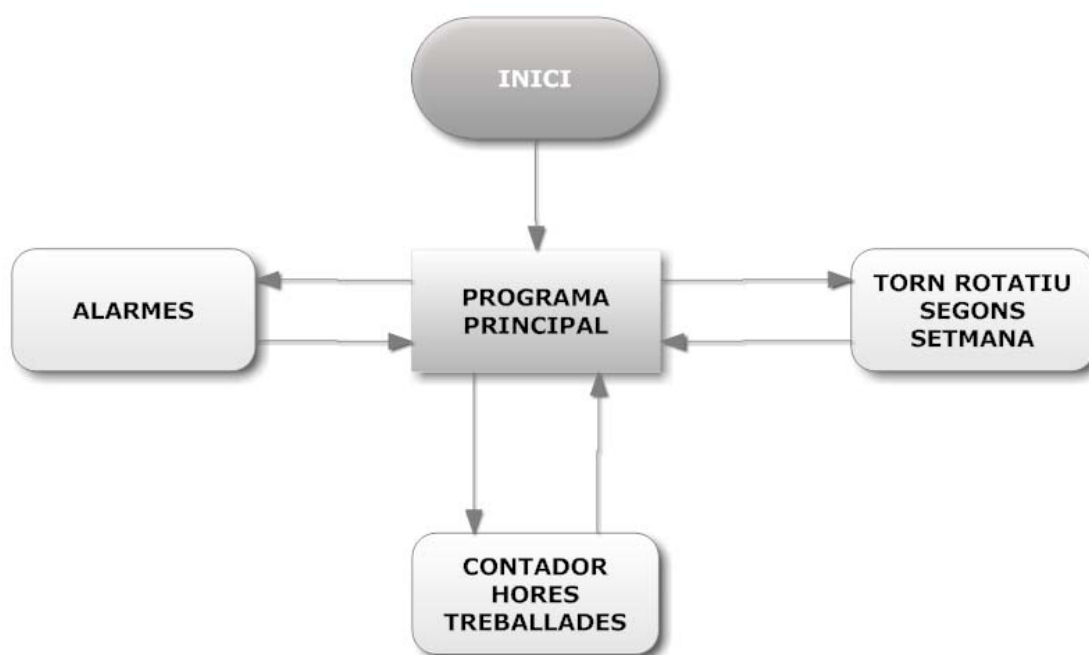 INICI
ALARMES
PROGRAMA
PRINCIPAL
TORN ROTATIU
SEGONS
SETMANA
CONTADOR
HORES
TREBALLADES